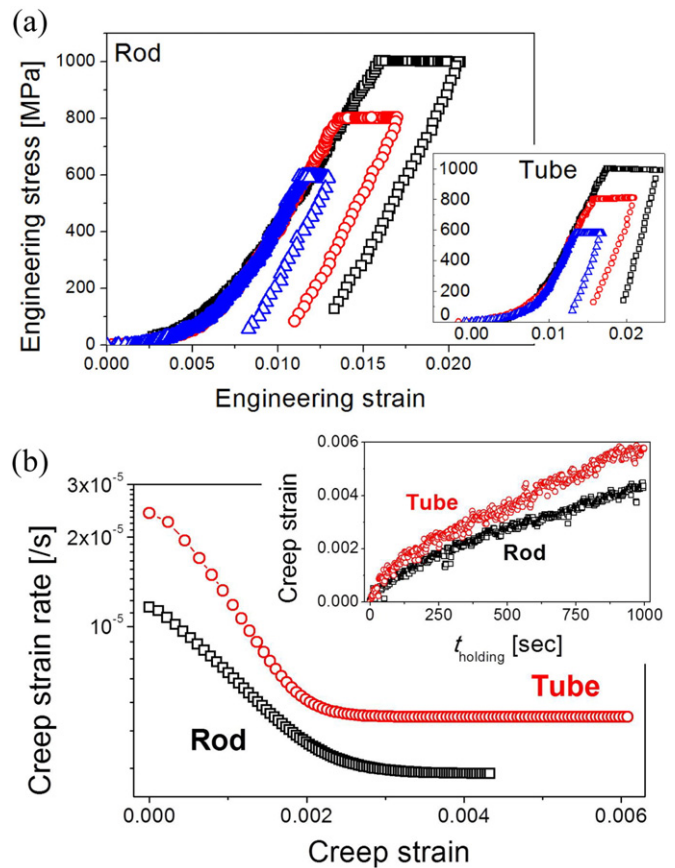 (a)
Rod
Engineering stress [MPa]
1000
800
600
400
200
0
0.000 0.005 0.010 0.015 0.020
Engineering strain
Tube
1000
800
600
400
200
0
0.00 0.01 0.02
(b)
Creep strain rate [/s]
3x10⁻⁵
2x10⁻⁵
10⁻⁵
Rod
Tube
0.000 0.002 0.004 0.006
Creep strain
Creep strain
0.006
0.004
0.002
0.000
Tube
Rod
0 250 500 750 1000
t_holding [sec]